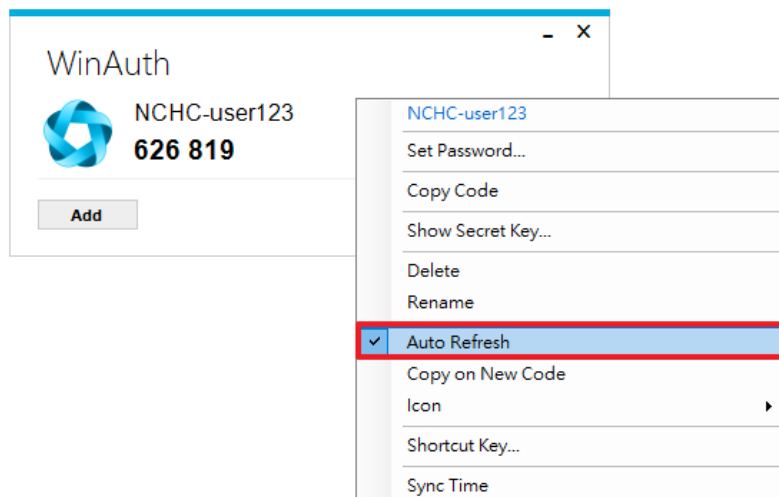 WinAuth
NCHC-user123
626 819
Add
NCHC-user123
Set Password...
Copy Code
Show Secret Key...
Delete
Rename
Auto Refresh
Copy on New Code
Icon
Shortcut Key...
Sync Time